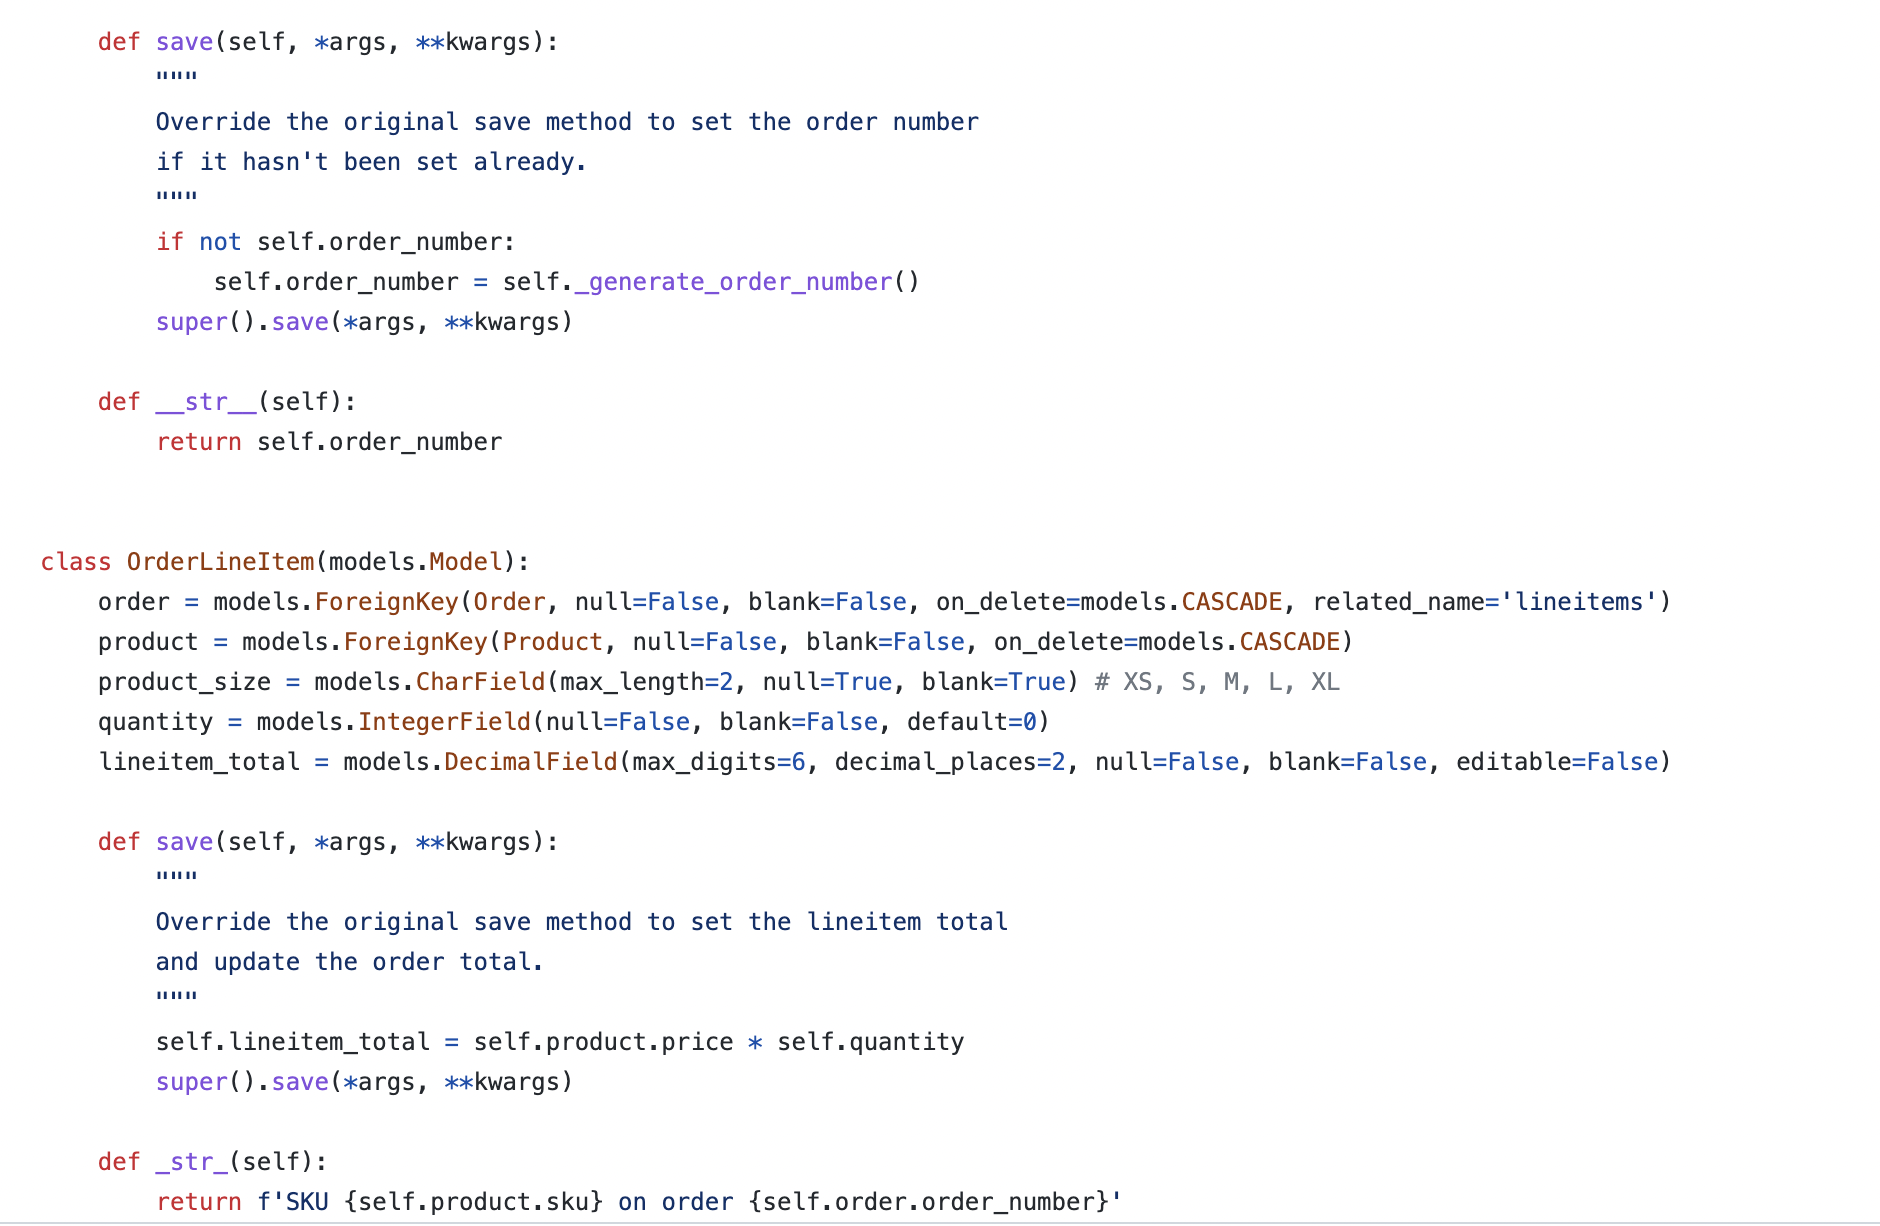 def save(self, *args, **kwargs):
        """
        Override the original save method to set the order number
        if it hasn't been set already.
        """
        if not self.order_number:
            self.order_number = self._generate_order_number()
        super().save(*args, **kwargs)

    def __str__(self):
        return self.order_number


class OrderLineItem(models.Model):
    order = models.ForeignKey(Order, null=False, blank=False, on_delete=models.CASCADE, related_name='lineitems')
    product = models.ForeignKey(Product, null=False, blank=False, on_delete=models.CASCADE)
    product_size = models.CharField(max_length=2, null=True, blank=True) # XS, S, M, L, XL
    quantity = models.IntegerField(null=False, blank=False, default=0)
    lineitem_total = models.DecimalField(max_digits=6, decimal_places=2, null=False, blank=False, editable=False)

    def save(self, *args, **kwargs):
        """
        Override the original save method to set the lineitem total
        and update the order total.
        """
        self.lineitem_total = self.product.price * self.quantity
        super().save(*args, **kwargs)

    def _str_(self):
        return f'SKU {self.product.sku} on order {self.order.order_number}'